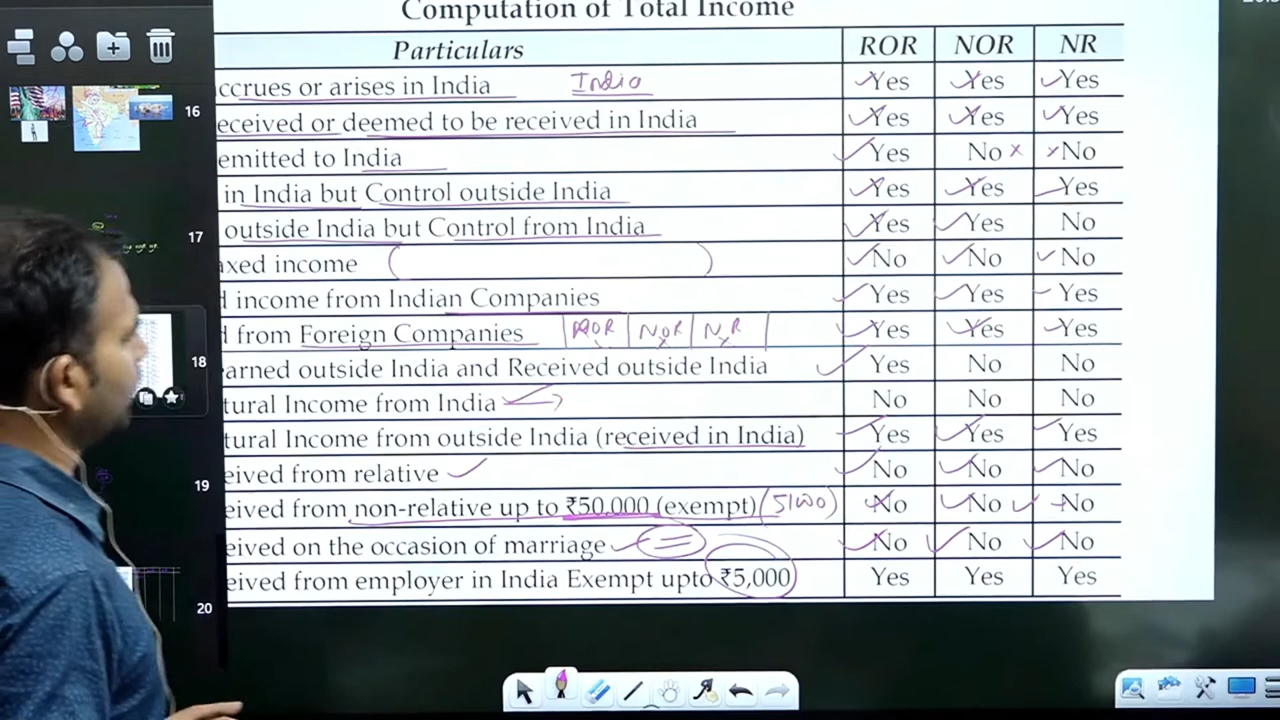 Computation of Total Income
Particulars ROR NOR NR
ccrues or arises in India India Yes Yes Yes
16
eceived or deemed to be received in India Yes Yes Yes
emitted to India Yes No No
in India but Control outside India Yes Yes Yes
outside India but Control from India Yes Yes No
17
axed income No No No
d income from Indian Companies Yes Yes Yes
d from Foreign Companies ROR NOR NR Yes Yes Yes
18
arned outside India and Received outside India Yes No No
tural Income from India No No No
tural Income from outside India (received in India) Yes Yes Yes
eived from relative No No No
19
eived from non-relative up to ₹50,000 (exempt) (51000) No No No
eived on the occasion of marriage No No No
eived from employer in India Exempt upto ₹5,000 Yes Yes Yes
20